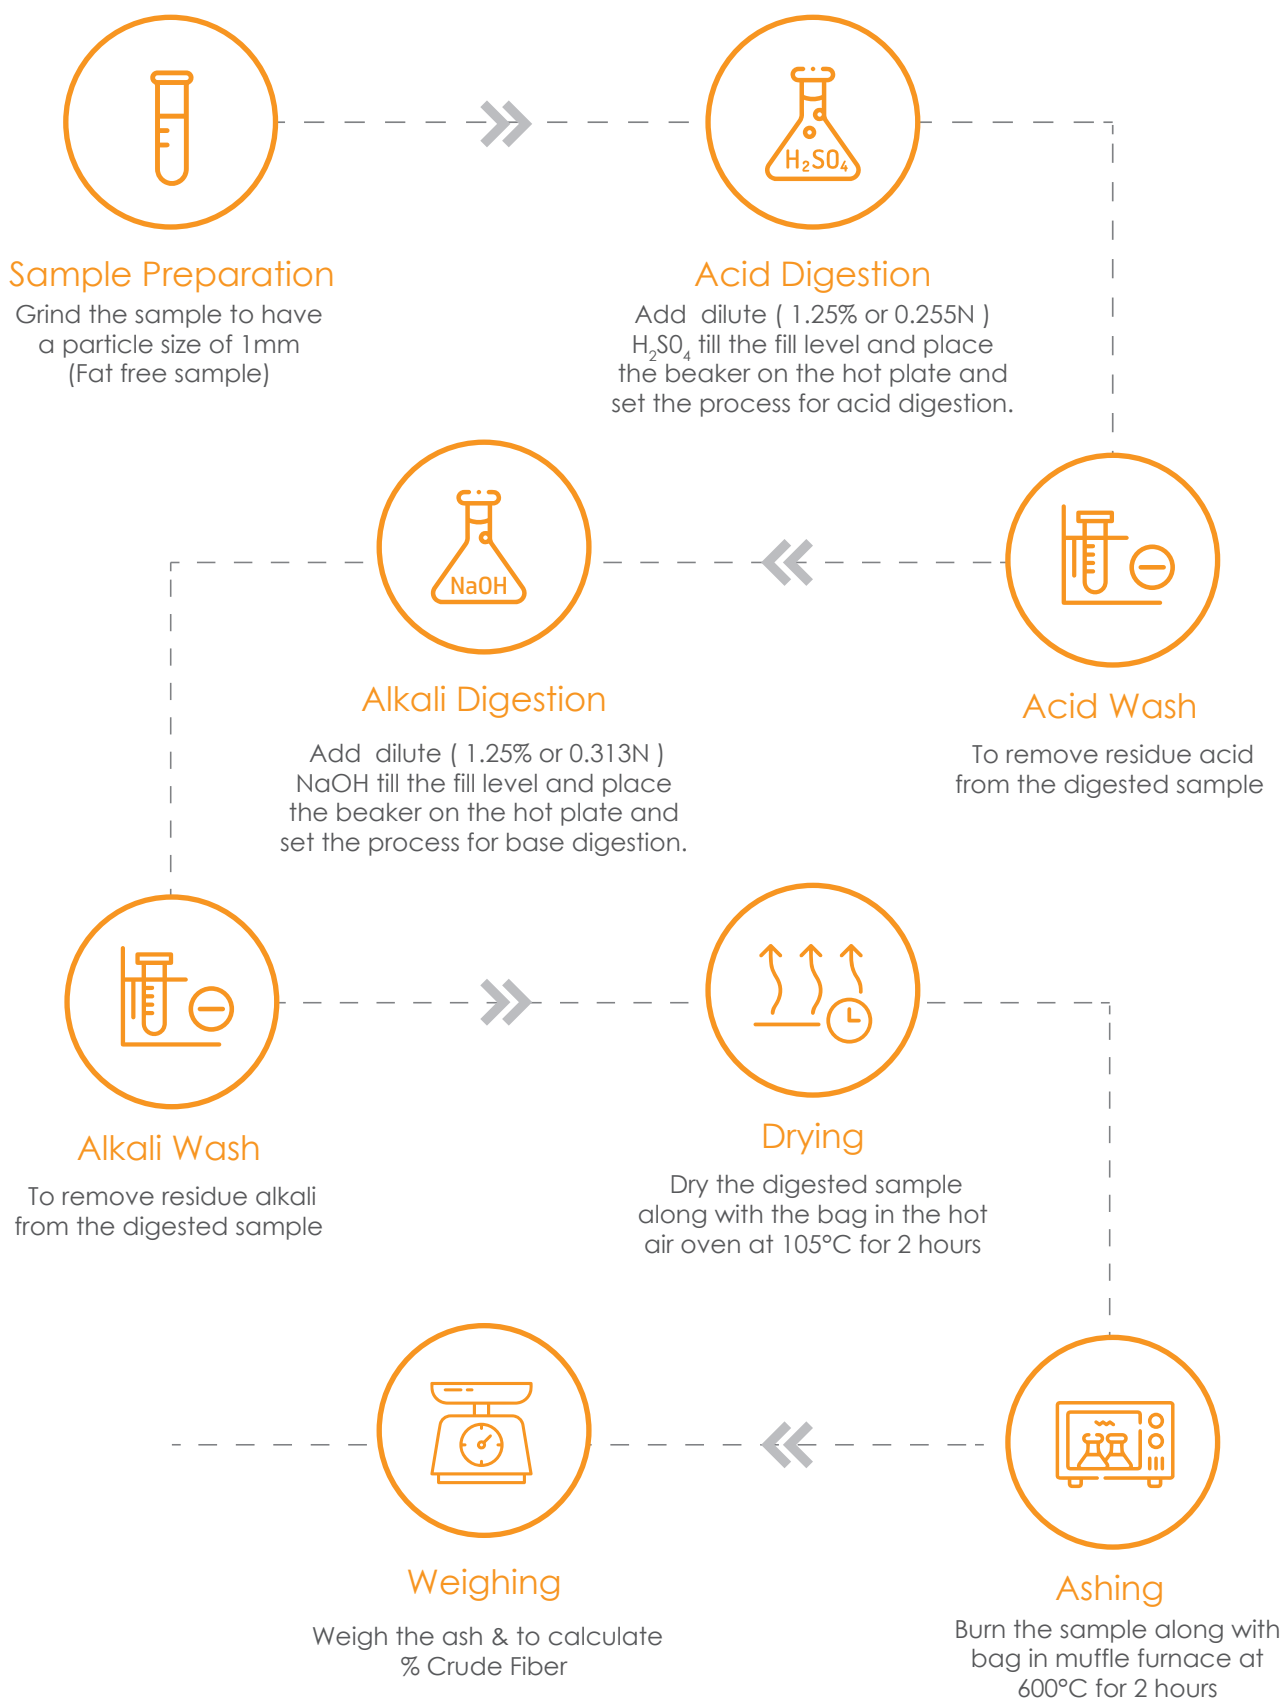 H₂SO₄
Sample Preparation
Grind the sample to have
a particle size of 1mm
(Fat free sample)
Acid Digestion
Add dilute ( 1.25% or 0.255N )
H₂S0₄ till the fill level and place
the beaker on the hot plate and
set the process for acid digestion.
Acid Wash
To remove residue acid
from the digested sample
NaOH
Alkali Digestion
Add dilute ( 1.25% or 0.313N )
NaOH till the fill level and place
the beaker on the hot plate and
set the process for base digestion.
Alkali Wash
To remove residue alkali
from the digested sample
Drying
Dry the digested sample
along with the bag in the hot
air oven at 105°C for 2 hours
Ashing
Burn the sample along with
bag in muffle furnace at
600°C for 2 hours
Weighing
Weigh the ash & to calculate
% Crude Fiber